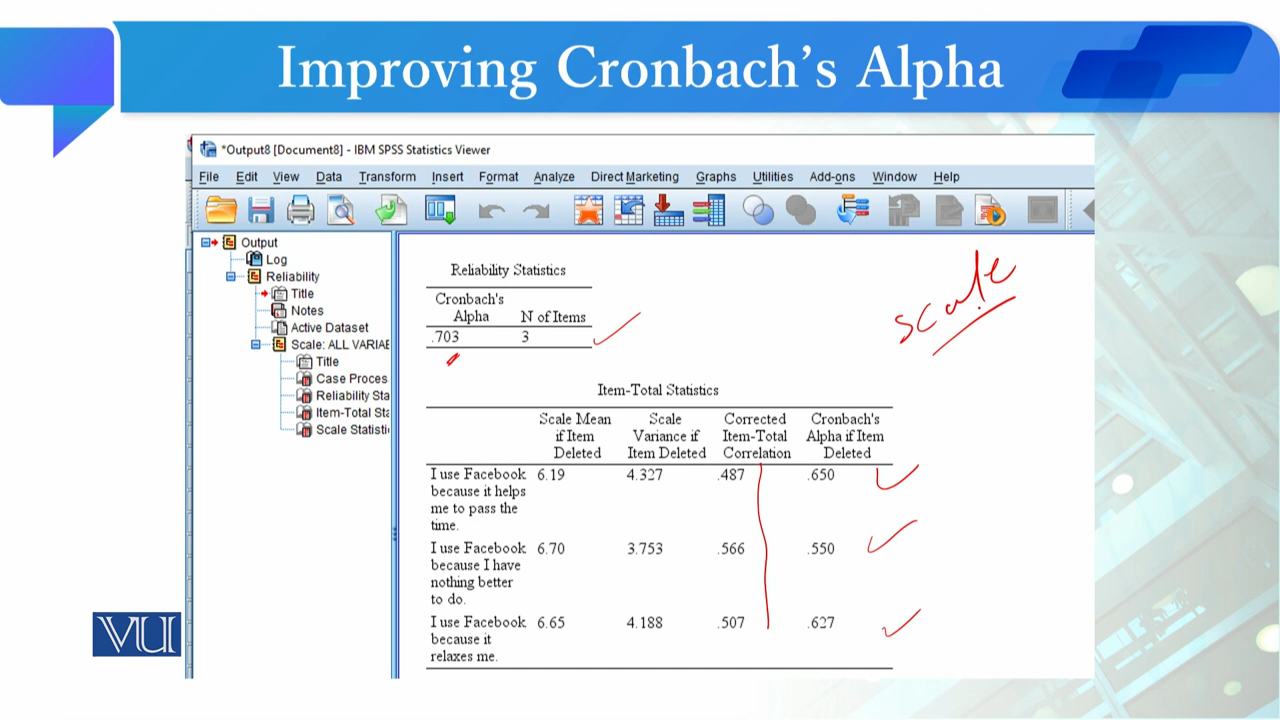 Improving Cronbach's Alpha
*Output8 [Document8] - IBM SPSS Statistics Viewer
File Edit View Data Transform Insert Format Analyze Direct Marketing Graphs Utilities Add-ons Window Help
Output
Log
Reliability
Title
Notes
Active Dataset
Scale: ALL VARIAE
Title
Case Proces
Reliability Sta
Item-Total Sta
Scale Statisti
Reliability Statistics
Cronbach's
Alpha N of Items
.703 3
scale
Item-Total Statistics
Scale Mean Scale Corrected Cronbach's
if Item Variance if Item-Total Alpha if Item
Deleted Item Deleted Correlation Deleted
I use Facebook 6.19 4.327 .487 .650
because it helps
me to pass the
time.
I use Facebook 6.70 3.753 .566 .550
because I have
nothing better
to do.
I use Facebook 6.65 4.188 .507 .627
because it
relaxes me.
VU